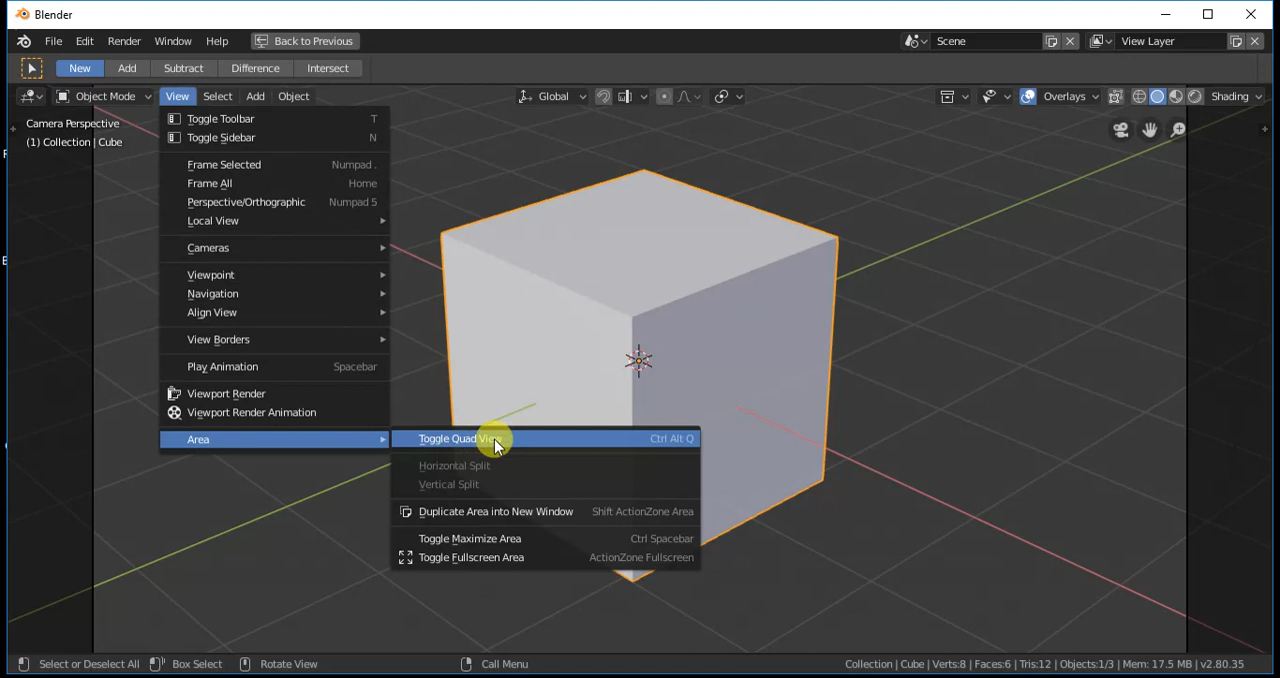 Blender
File Edit Render Window Help Back to Previous Scene View Layer
New Add Subtract Difference Intersect
Object Mode View Select Add Object Global Overlays Shading
Camera Perspective
(1) Collection | Cube
Toggle Toolbar T
Toggle Sidebar N
Frame Selected Numpad .
Frame All Home
Perspective/Orthographic Numpad 5
Local View
Cameras
Viewpoint
Navigation
Align View
View Borders
Play Animation Spacebar
Viewport Render
Viewport Render Animation
Area
Toggle Quad View Ctrl Alt Q
Horizontal Split
Vertical Split
Duplicate Area into New Window Shift ActionZone Area
Toggle Maximize Area Ctrl Spacebar
Toggle Fullscreen Area ActionZone Fullscreen
Select or Deselect All Box Select Rotate View Call Menu Collection | Cube | Verts:8 | Faces:6 | Tris:12 | Objects:1/3 | Mem: 17.5 MB | v2.80.35